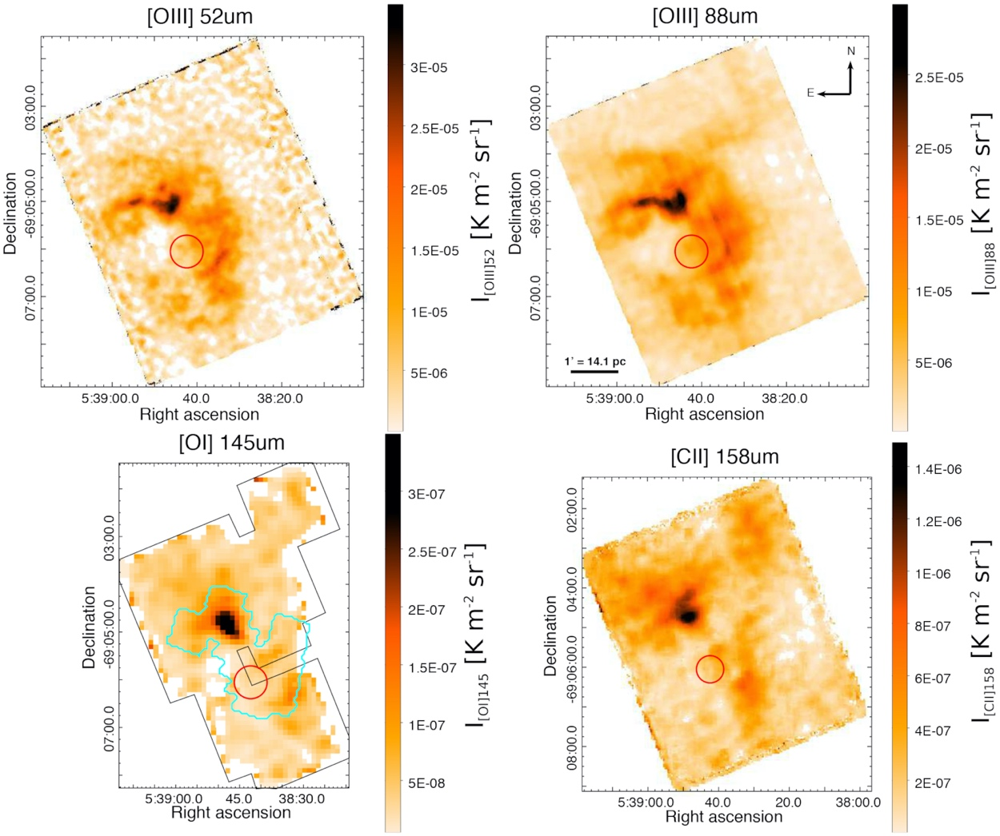 [OIII] 52um
03:00.0
-69:05:00.0
07:00.0
Declination
5:39:00.0 40.0 38:20.0
Right ascension
3E-05
2.5E-05
2E-05
1.5E-05
1E-05
5E-06
I[OIII]52 [K m-2 sr-1]
[OIII] 88um
N
E
1' = 14.1 pc
03:00.0
-69:05:00.0
07:00.0
Declination
5:39:00.0 40.0 38:20.0
Right ascension
2.5E-05
2E-05
1.5E-05
1E-05
5E-06
I[OIII]88 [K m-2 sr-1]
[OI] 145um
03:00.0
-69:05:00.0
07:00.0
Declination
5:39:00.0 45.0 38:30.0
Right ascension
3E-07
2.5E-07
2E-07
1.5E-07
1E-07
5E-08
I[OI]145 [K m-2 sr-1]
[CII] 158um
02:00.0
04:00.0
-69:06:00.0
08:00.0
Declination
5:39:00.0 40.0 20.0 38:00.0
Right ascension
1.4E-06
1.2E-06
1E-06
8E-07
6E-07
4E-07
2E-07
I[CII]158 [K m-2 sr-1]